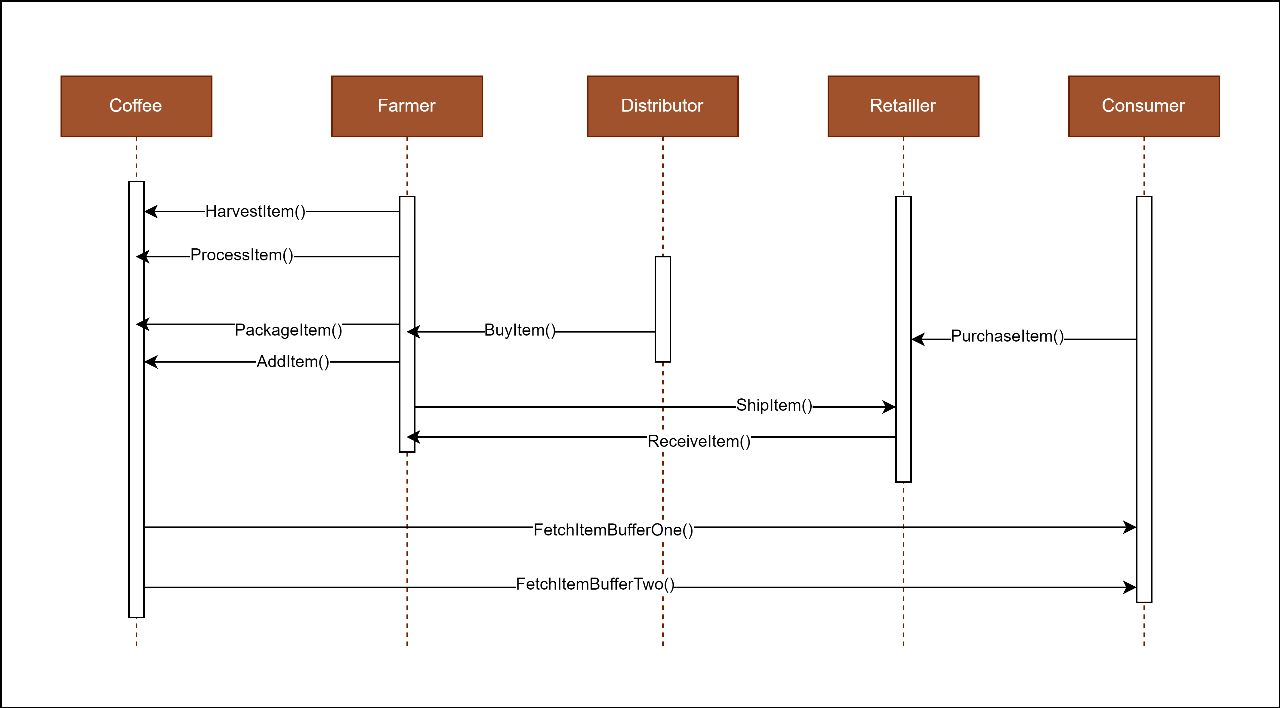 Coffee
Farmer
Distributor
Retailler
Consumer
HarvestItem()
ProcessItem()
PackageItem()
BuyItem()
PurchaseItem()
AddItem()
ShipItem()
ReceiveItem()
FetchItemBufferOne()
FetchItemBufferTwo()